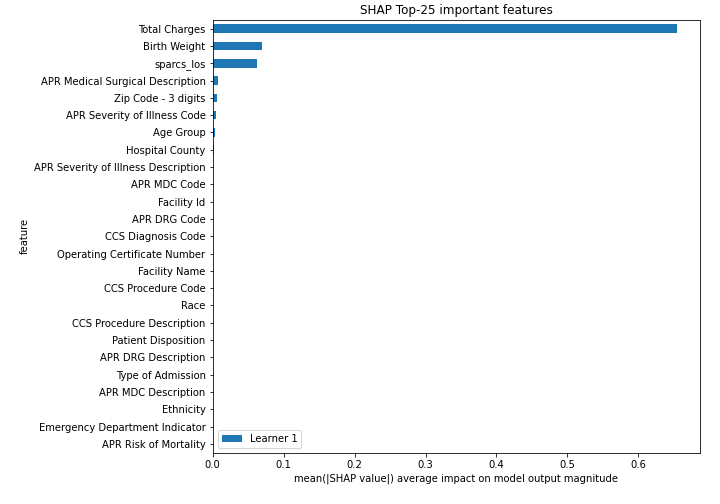 SHAP Top-25 important features
Total Charges
Birth Weight
sparcs_los
APR Medical Surgical Description
Zip Code - 3 digits
APR Severity of Illness Code
Age Group
Hospital County
APR Severity of Illness Description
APR MDC Code
Facility Id
APR DRG Code
CCS Diagnosis Code
Operating Certificate Number
Facility Name
CCS Procedure Code
Race
CCS Procedure Description
Patient Disposition
APR DRG Description
Type of Admission
APR MDC Description
Ethnicity
Emergency Department Indicator
APR Risk of Mortality
feature
Learner 1
0.0 0.1 0.2 0.3 0.4 0.5 0.6
mean(|SHAP value|) average impact on model output magnitude